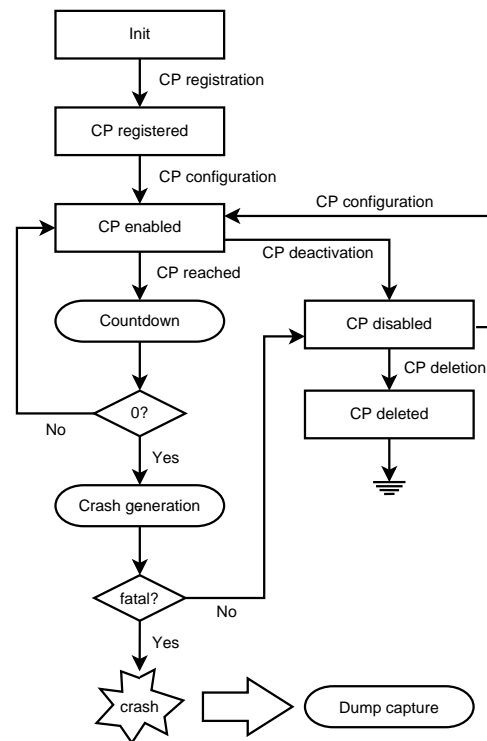 Init
CP registration
CP registered
CP configuration
CP configuration
CP enabled
CP deactivation
CP reached
Countdown
CP disabled
CP deletion
0?
CP deleted
No
Yes
Crash generation
fatal?
No
Yes
crash
Dump capture